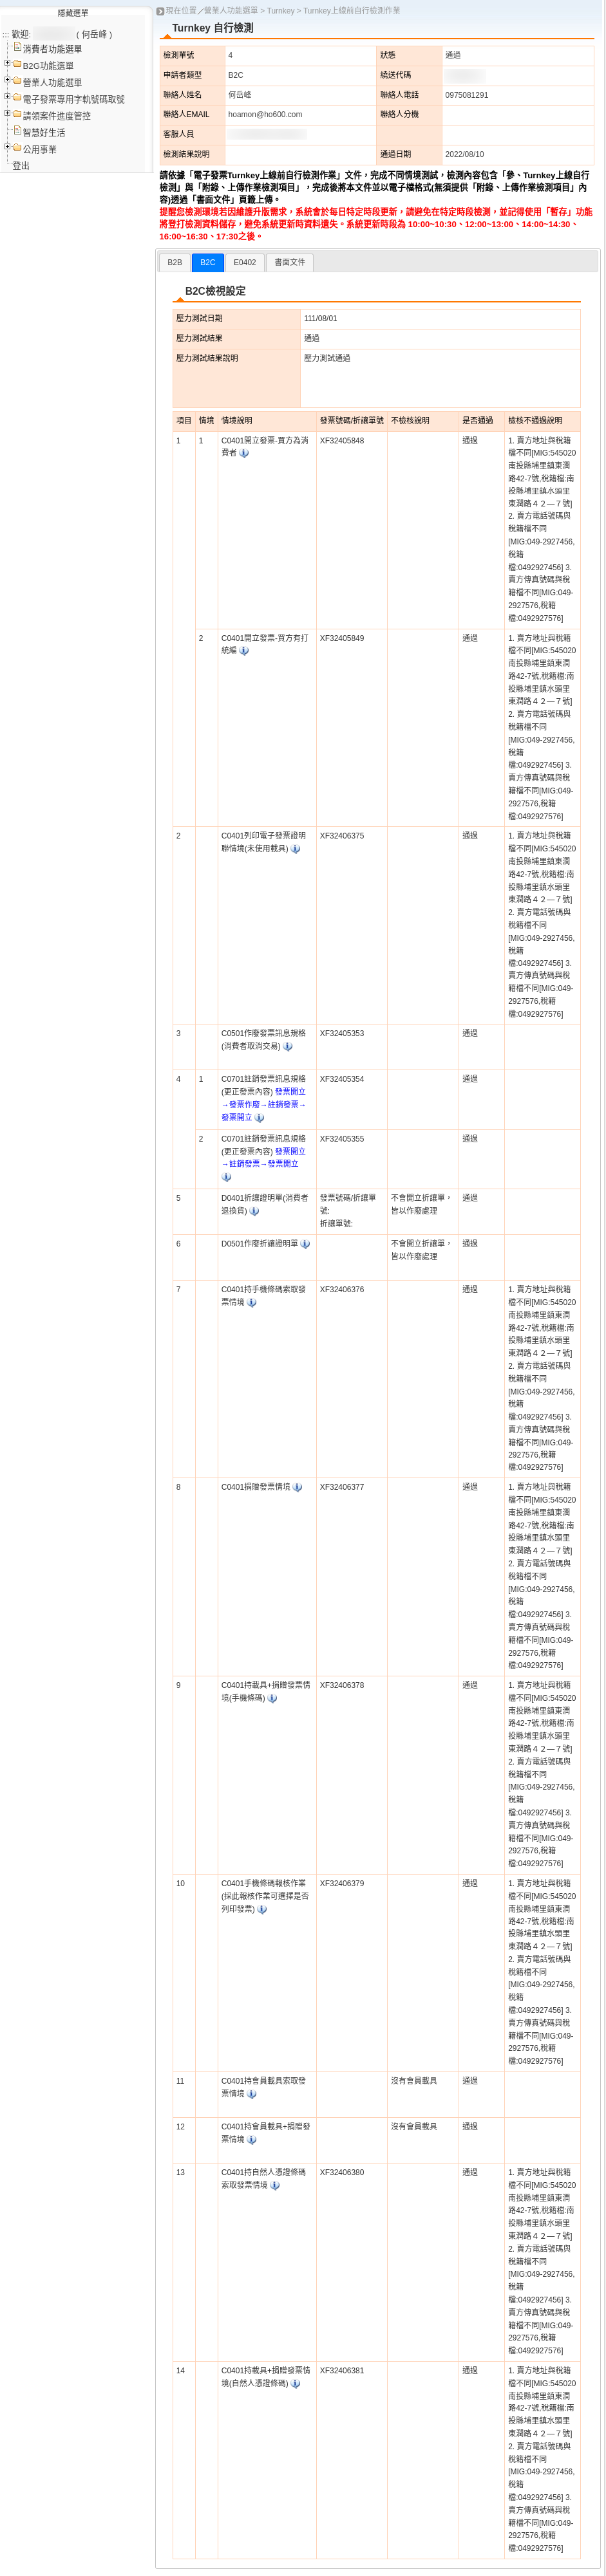 隱藏選單
::: 歡迎: ( 何岳峰 )
消費者功能選單
B2G功能選單
營業人功能選單
電子發票專用字軌號碼取號
請領案件進度管控
智慧好生活
公用事業
登出
現在位置／營業人功能選單 > Turnkey > Turnkey上線前自行檢測作業
Turnkey 自行檢測
檢測單號 4 狀態 通過
申請者類型 B2C 繞送代碼
聯絡人姓名 何岳峰 聯絡人電話 0975081291
聯絡人EMAIL hoamon@ho600.com 聯絡人分機
客服人員
檢測結果說明 通過日期 2022/08/10
請依據「電子發票Turnkey上線前自行檢測作業」文件，完成不同情境測試，檢測內容包含「參、Turnkey上線自行
檢測」與「附錄、上傳作業檢測項目」，完成後將本文件並以電子檔格式(無須提供「附錄、上傳作業檢測項目」內
容)透過「書面文件」頁籤上傳。
提醒您檢測環境若因維護升版需求，系統會於每日特定時段更新，請避免在特定時段檢測，並記得使用「暫存」功能
將登打檢測資料儲存，避免系統更新時資料遺失。系統更新時段為 10:00~10:30、12:00~13:00、14:00~14:30、
16:00~16:30、17:30之後。
B2B B2C E0402 書面文件
B2C檢視設定
壓力測試日期 111/08/01
壓力測試結果 通過
壓力測試結果說明 壓力測試通過
項目 情境 情境說明 發票號碼/折讓單號 不檢核說明 是否通過 檢核不通過說明
1 1 C0401開立發票-買方為消 XF32405848 通過 1. 賣方地址與稅籍
費者 檔不同[MIG:545020
南投縣埔里鎮東潤
路42-7號,稅籍檔:南
投縣埔里鎮水頭里
東潤路４２—７號]
2. 賣方電話號碼與
稅籍檔不同
[MIG:049-2927456,
稅籍
檔:0492927456] 3.
賣方傳真號碼與稅
籍檔不同[MIG:049-
2927576,稅籍
檔:0492927576]
2 C0401開立發票-買方有打 XF32405849 通過 1. 賣方地址與稅籍
統編 檔不同[MIG:545020
南投縣埔里鎮東潤
路42-7號,稅籍檔:南
投縣埔里鎮水頭里
東潤路４２—７號]
2. 賣方電話號碼與
稅籍檔不同
[MIG:049-2927456,
稅籍
檔:0492927456] 3.
賣方傳真號碼與稅
籍檔不同[MIG:049-
2927576,稅籍
檔:0492927576]
2 C0401列印電子發票證明 XF32406375 通過 1. 賣方地址與稅籍
聯情境(未使用載具) 檔不同[MIG:545020
南投縣埔里鎮東潤
路42-7號,稅籍檔:南
投縣埔里鎮水頭里
東潤路４２—７號]
2. 賣方電話號碼與
稅籍檔不同
[MIG:049-2927456,
稅籍
檔:0492927456] 3.
賣方傳真號碼與稅
籍檔不同[MIG:049-
2927576,稅籍
檔:0492927576]
3 C0501作廢發票訊息規格 XF32405353 通過
(消費者取消交易)
4 1 C0701註銷發票訊息規格 XF32405354 通過
(更正發票內容) 發票開立
→發票作廢→註銷發票→
發票開立
2 C0701註銷發票訊息規格 XF32405355 通過
(更正發票內容) 發票開立
→註銷發票→發票開立
5 D0401折讓證明單(消費者 發票號碼/折讓單 不會開立折讓單， 通過
退換貨) 號: 皆以作廢處理
折讓單號:
6 D0501作廢折讓證明單 不會開立折讓單， 通過
皆以作廢處理
7 C0401持手機條碼索取發 XF32406376 通過 1. 賣方地址與稅籍
票情境 檔不同[MIG:545020
南投縣埔里鎮東潤
路42-7號,稅籍檔:南
投縣埔里鎮水頭里
東潤路４２—７號]
2. 賣方電話號碼與
稅籍檔不同
[MIG:049-2927456,
稅籍
檔:0492927456] 3.
賣方傳真號碼與稅
籍檔不同[MIG:049-
2927576,稅籍
檔:0492927576]
8 C0401捐贈發票情境 XF32406377 通過 1. 賣方地址與稅籍
檔不同[MIG:545020
南投縣埔里鎮東潤
路42-7號,稅籍檔:南
投縣埔里鎮水頭里
東潤路４２—７號]
2. 賣方電話號碼與
稅籍檔不同
[MIG:049-2927456,
稅籍
檔:0492927456] 3.
賣方傳真號碼與稅
籍檔不同[MIG:049-
2927576,稅籍
檔:0492927576]
9 C0401持載具+捐贈發票情 XF32406378 通過 1. 賣方地址與稅籍
境(手機條碼) 檔不同[MIG:545020
南投縣埔里鎮東潤
路42-7號,稅籍檔:南
投縣埔里鎮水頭里
東潤路４２—７號]
2. 賣方電話號碼與
稅籍檔不同
[MIG:049-2927456,
稅籍
檔:0492927456] 3.
賣方傳真號碼與稅
籍檔不同[MIG:049-
2927576,稅籍
檔:0492927576]
10 C0401手機條碼報核作業 XF32406379 通過 1. 賣方地址與稅籍
(採此報核作業可選擇是否 檔不同[MIG:545020
列印發票) 南投縣埔里鎮東潤
路42-7號,稅籍檔:南
投縣埔里鎮水頭里
東潤路４２—７號]
2. 賣方電話號碼與
稅籍檔不同
[MIG:049-2927456,
稅籍
檔:0492927456] 3.
賣方傳真號碼與稅
籍檔不同[MIG:049-
2927576,稅籍
檔:0492927576]
11 C0401持會員載具索取發 沒有會員載具 通過
票情境
12 C0401持會員載具+捐贈發 沒有會員載具 通過
票情境
13 C0401持自然人憑證條碼 XF32406380 通過 1. 賣方地址與稅籍
索取發票情境 檔不同[MIG:545020
南投縣埔里鎮東潤
路42-7號,稅籍檔:南
投縣埔里鎮水頭里
東潤路４２—７號]
2. 賣方電話號碼與
稅籍檔不同
[MIG:049-2927456,
稅籍
檔:0492927456] 3.
賣方傳真號碼與稅
籍檔不同[MIG:049-
2927576,稅籍
檔:0492927576]
14 C0401持載具+捐贈發票情 XF32406381 通過 1. 賣方地址與稅籍
境(自然人憑證條碼) 檔不同[MIG:545020
南投縣埔里鎮東潤
路42-7號,稅籍檔:南
投縣埔里鎮水頭里
東潤路４２—７號]
2. 賣方電話號碼與
稅籍檔不同
[MIG:049-2927456,
稅籍
檔:0492927456] 3.
賣方傳真號碼與稅
籍檔不同[MIG:049-
2927576,稅籍
檔:0492927576]